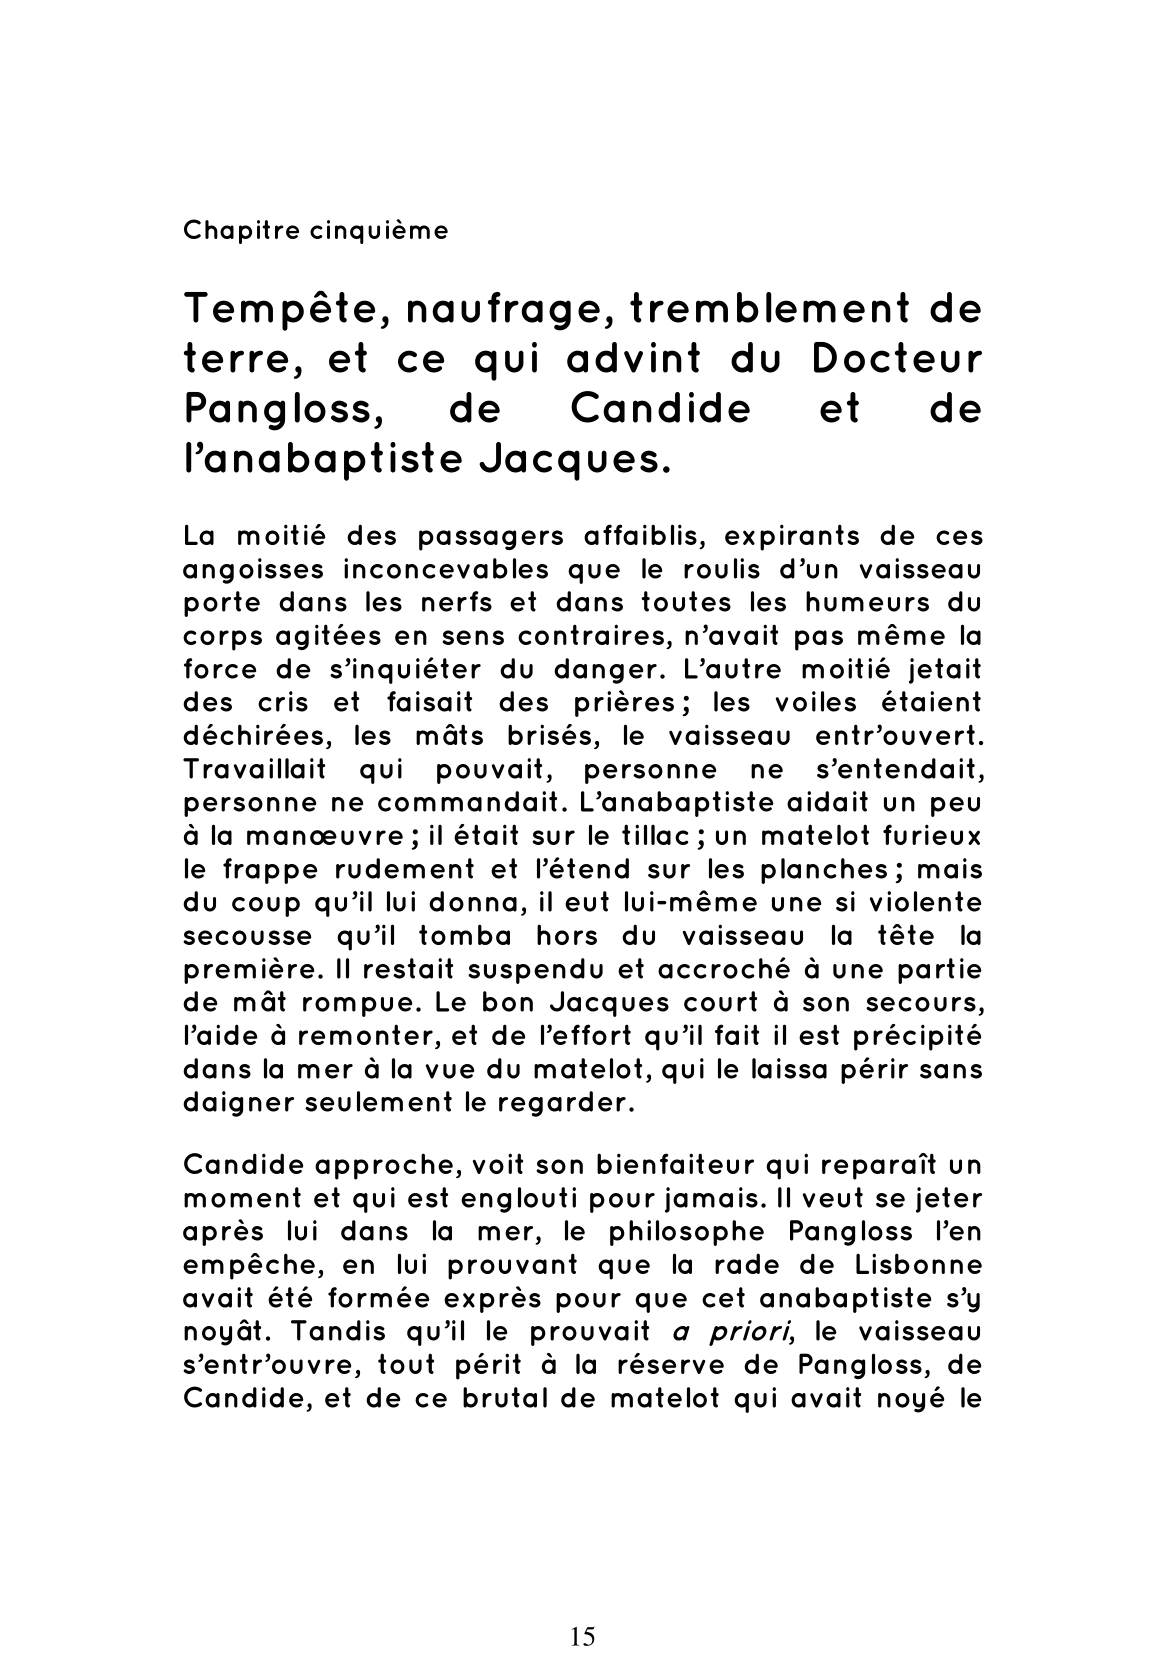 Chapitre cinquième
Tempête, naufrage, tremblement de
terre, et ce qui advint du Docteur
Pangloss, de Candide et de
l’anabaptiste Jacques.
La moitié des passagers affaiblis, expirants de ces
angoisses inconcevables que le roulis d’un vaisseau
porte dans les nerfs et dans toutes les humeurs du
corps agitées en sens contraires, n’avait pas même la
force de s’inquiéter du danger. L’autre moitié jetait
des cris et faisait des prières ; les voiles étaient
déchirées, les mâts brisés, le vaisseau entr’ouvert.
Travaillait qui pouvait, personne ne s’entendait,
personne ne commandait. L’anabaptiste aidait un peu
à la manœuvre ; il était sur le tillac ; un matelot furieux
le frappe rudement et l’étend sur les planches ; mais
du coup qu’il lui donna, il eut lui-même une si violente
secousse qu’il tomba hors du vaisseau la tête la
première. Il restait suspendu et accroché à une partie
de mât rompue. Le bon Jacques court à son secours,
l’aide à remonter, et de l’effort qu’il fait il est précipité
dans la mer à la vue du matelot, qui le laissa périr sans
daigner seulement le regarder.
Candide approche, voit son bienfaiteur qui reparaît un
moment et qui est englouti pour jamais. Il veut se jeter
après lui dans la mer, le philosophe Pangloss l’en
empêche, en lui prouvant que la rade de Lisbonne
avait été formée exprès pour que cet anabaptiste s’y
noyât. Tandis qu’il le prouvait a priori, le vaisseau
s’entr’ouvre, tout périt à la réserve de Pangloss, de
Candide, et de ce brutal de matelot qui avait noyé le
15